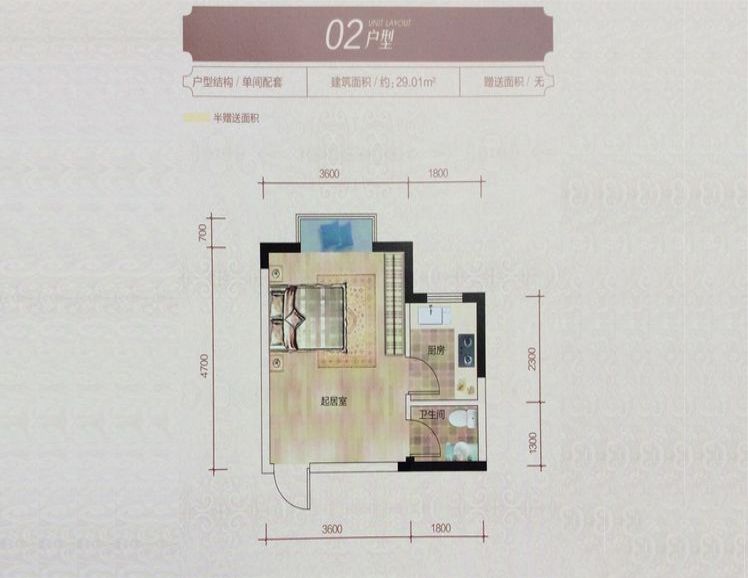 02 户型
UNIT LAYOUT
户型结构 / 单间配套 建筑面积 / 约:29.01m² 赠送面积 / 无
半赠送面积
3600 1800
700
4700
2300
1300
厨房
起居室
卫生间
3600 1800